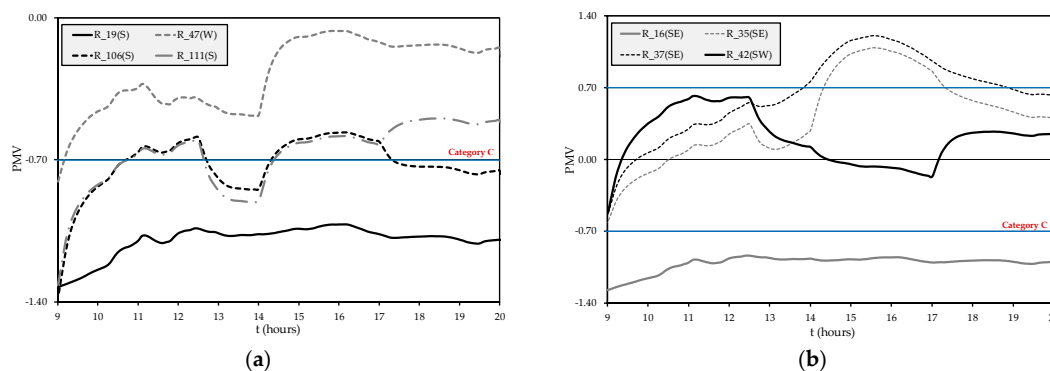 0.00
R_19(S) R_47(W)
R_106(S) R_111(S)
PMV
-0.70
Category C
-1.40
9 10 11 12 13 14 15 16 17 18 19 20
t (hours)
(a)
1.40
R_16(SE) R_35(SE)
R_37(SE) R_42(SW)
0.70
PMV
0.00
Category C
-0.70
-1.40
9 10 11 12 13 14 15 16 17 18 19
t (hours)
(b)